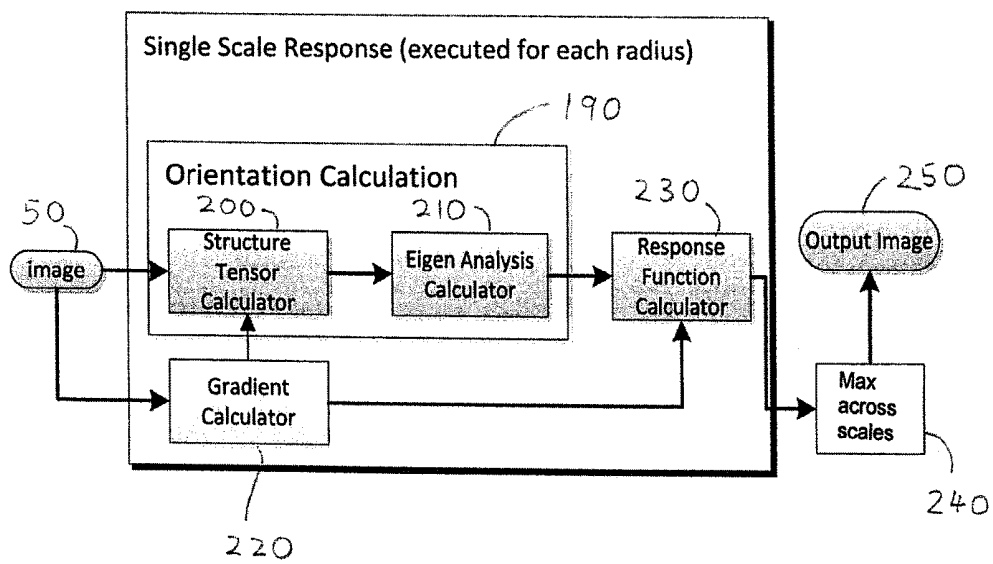 Single Scale Response (executed for each radius)
190
Orientation Calculation
50
200
210
230
250
image
Structure
Tensor
Calculator
Eigen Analysis
Calculator
Response
Function
Calculator
Output Image
Gradient
Calculator
Max
across
scales
220
240